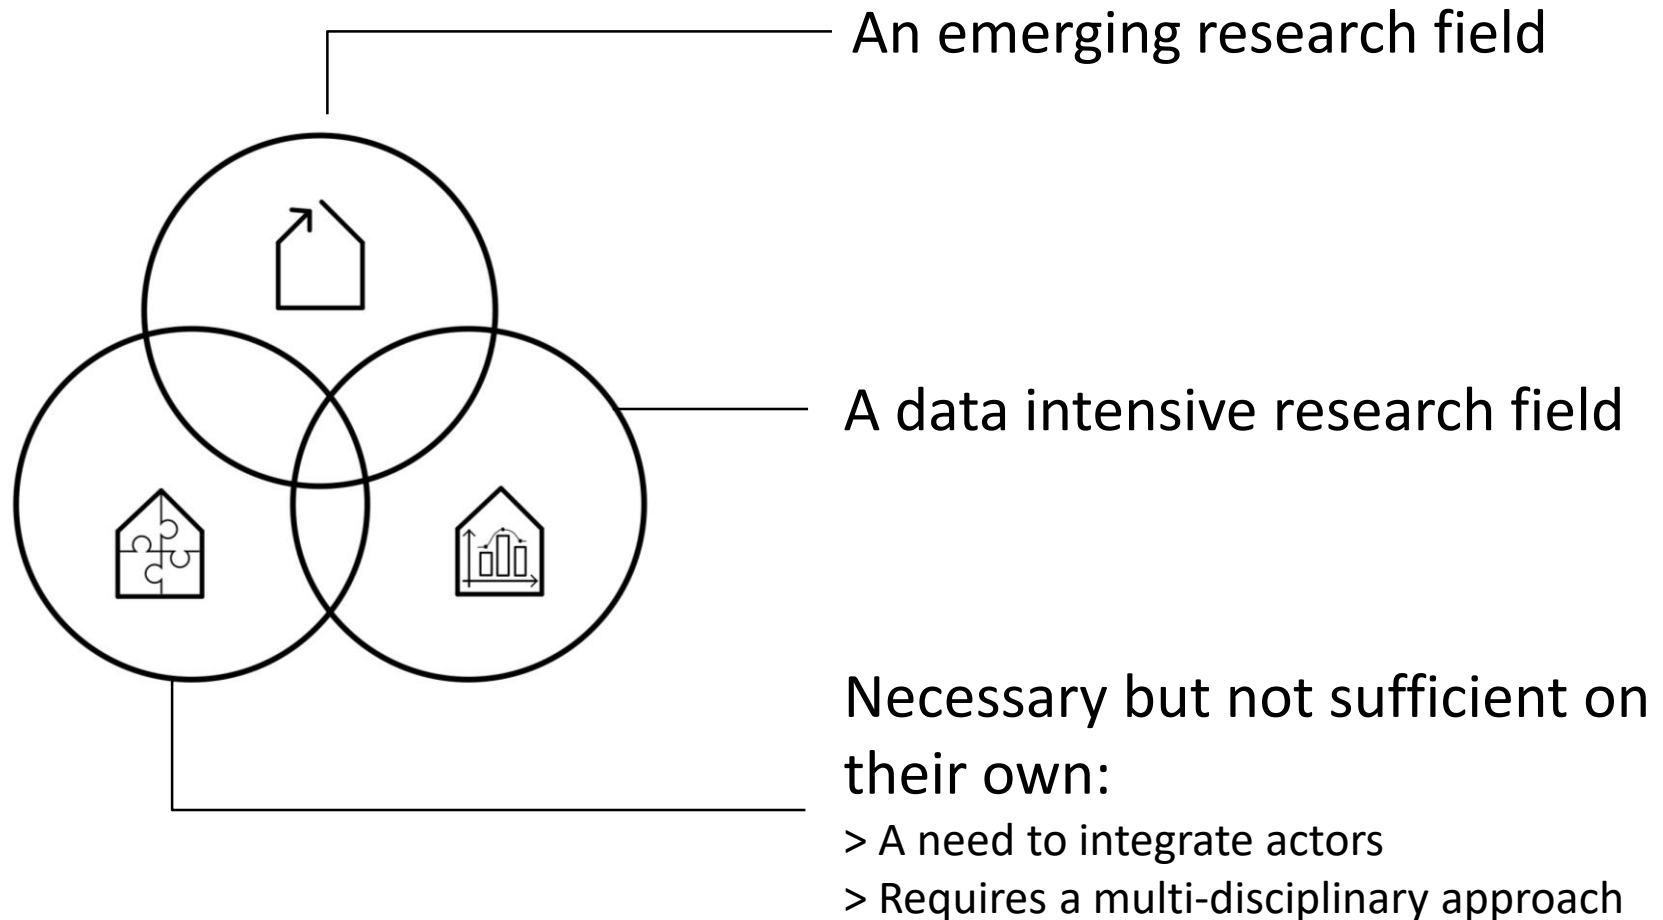 An emerging research field
A data intensive research field
Necessary but not sufficient on
their own:
> A need to integrate actors
> Requires a multi-disciplinary approach